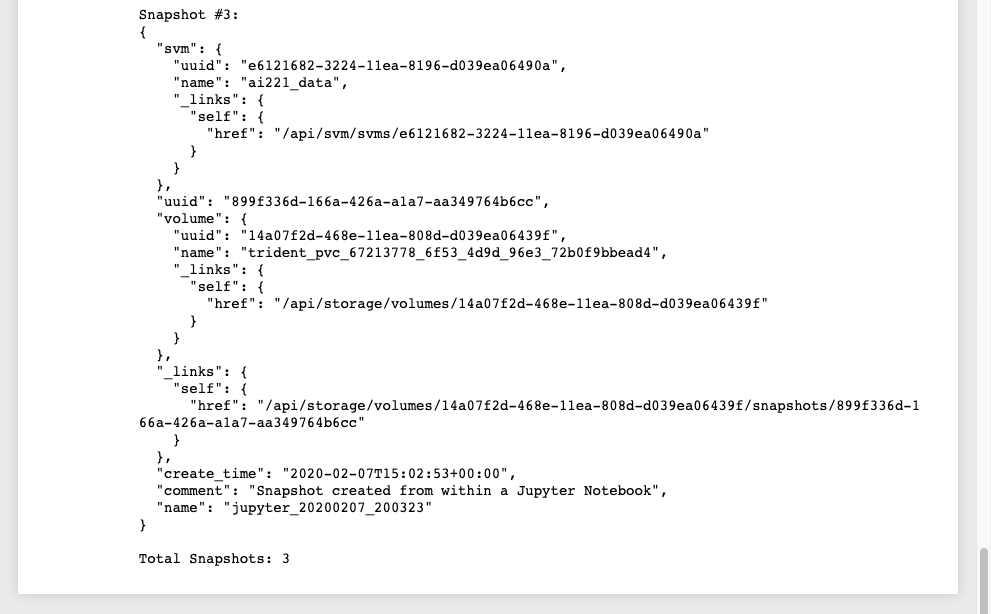 Snapshot #3:
{
  "svm": {
    "uuid": "e6121682-3224-11ea-8196-d039ea06490a",
    "name": "ai221_data",
    "_links": {
      "self": {
        "href": "/api/svm/svms/e6121682-3224-11ea-8196-d039ea06490a"
      }
    }
  },
  "uuid": "899f336d-166a-426a-a1a7-aa349764b6cc",
  "volume": {
    "uuid": "14a07f2d-468e-11ea-808d-d039ea06439f",
    "name": "trident_pvc_67213778_6f53_4d9d_96e3_72b0f9bbead4",
    "_links": {
      "self": {
        "href": "/api/storage/volumes/14a07f2d-468e-11ea-808d-d039ea06439f"
      }
    }
  },
  "_links": {
    "self": {
      "href": "/api/storage/volumes/14a07f2d-468e-11ea-808d-d039ea06439f/snapshots/899f336d-1
66a-426a-a1a7-aa349764b6cc"
    }
  },
  "create_time": "2020-02-07T15:02:53+00:00",
  "comment": "Snapshot created from within a Jupyter Notebook",
  "name": "jupyter_20200207_200323"
}
Total Snapshots: 3